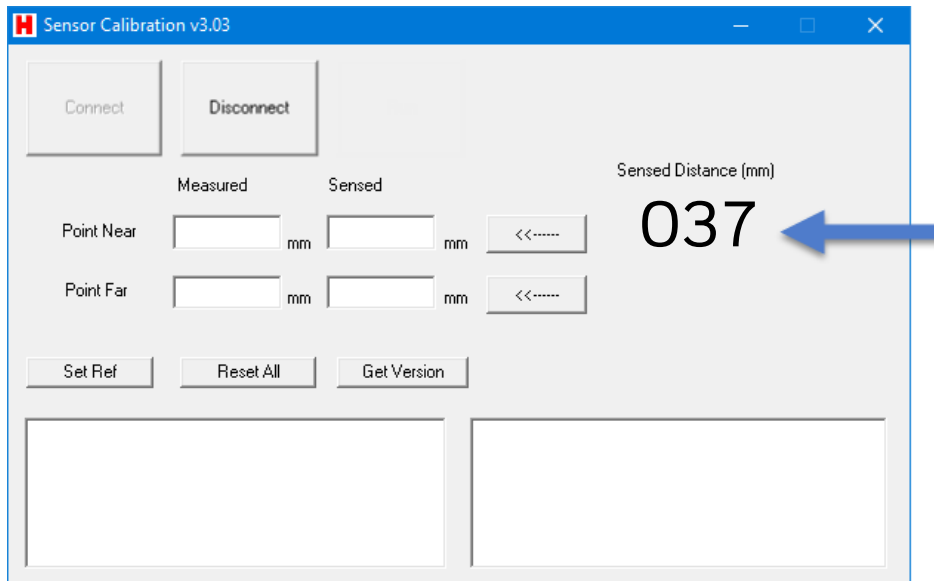 H Sensor Calibration v3.03
Connect
Disconnect
Sensed Distance (mm)
Measured
Sensed
037
Point Near
mm
mm
<<------
Point Far
mm
mm
<<------
Set Ref
Reset All
Get Version